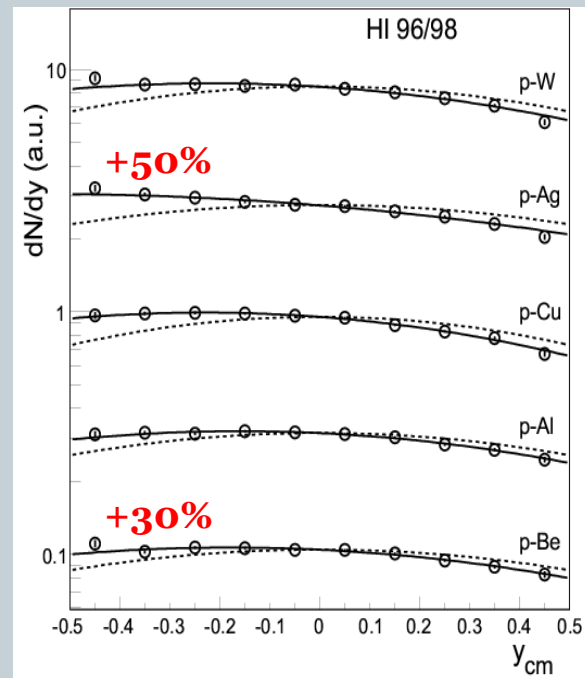 HI 96/98
dN/dy (a.u.)
10
p-W
+50%
p-Ag
1
p-Cu
p-Al
+30%
p-Be
0.1
-0.5 -0.4 -0.3 -0.2 -0.1 0 0.1 0.2 0.3 0.4 0.5
y_cm